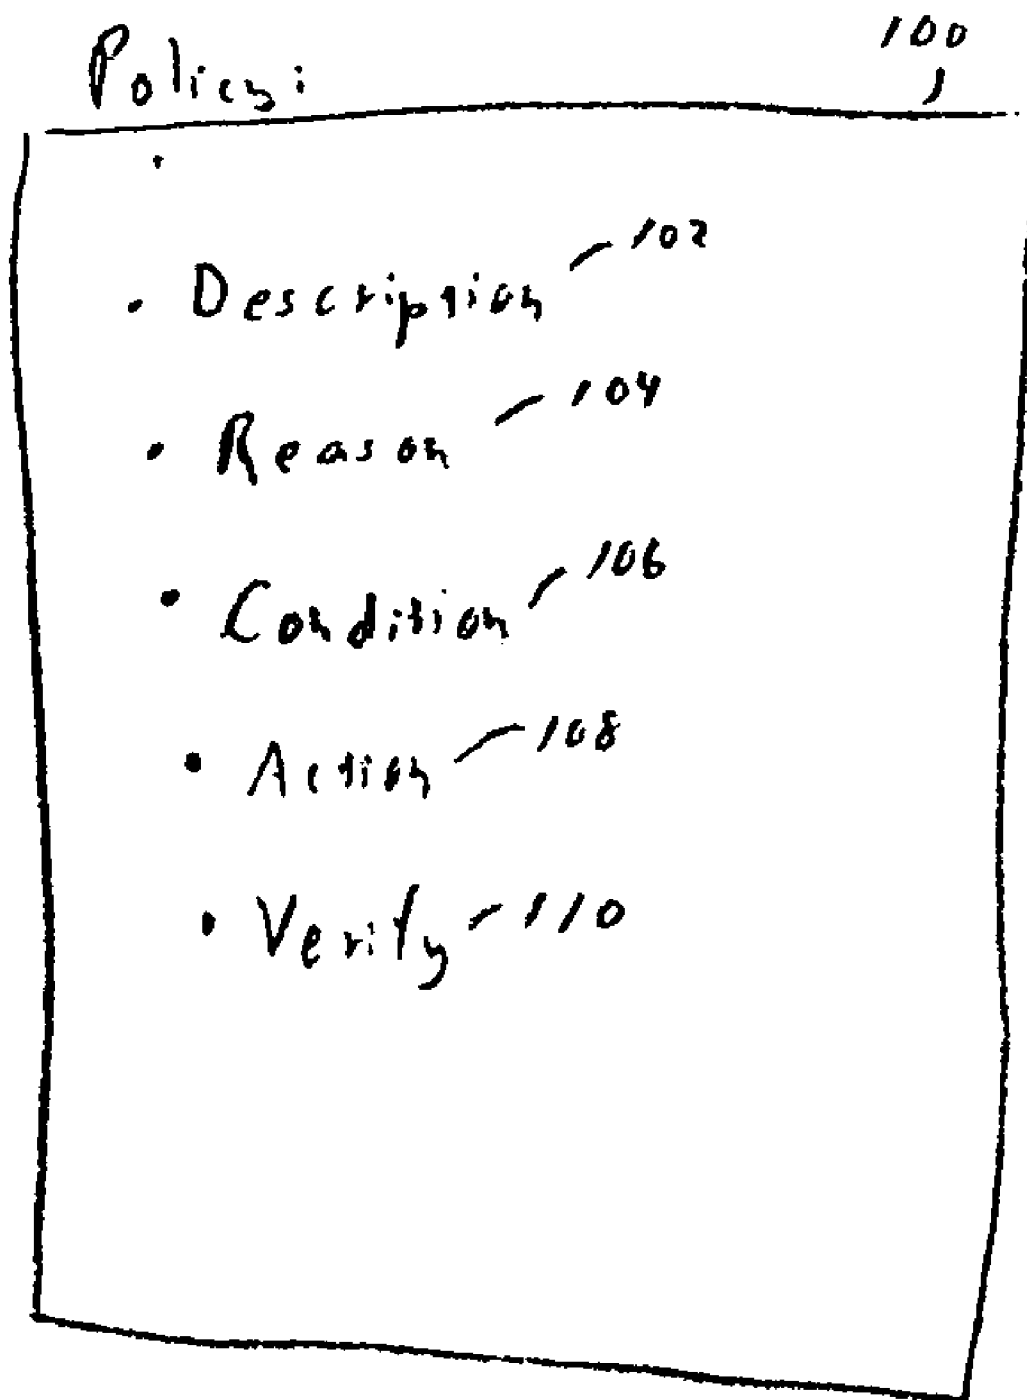 Policy: 100
• Description 102
• Reason 104
• Condition 106
• Action 108
• Verify 110